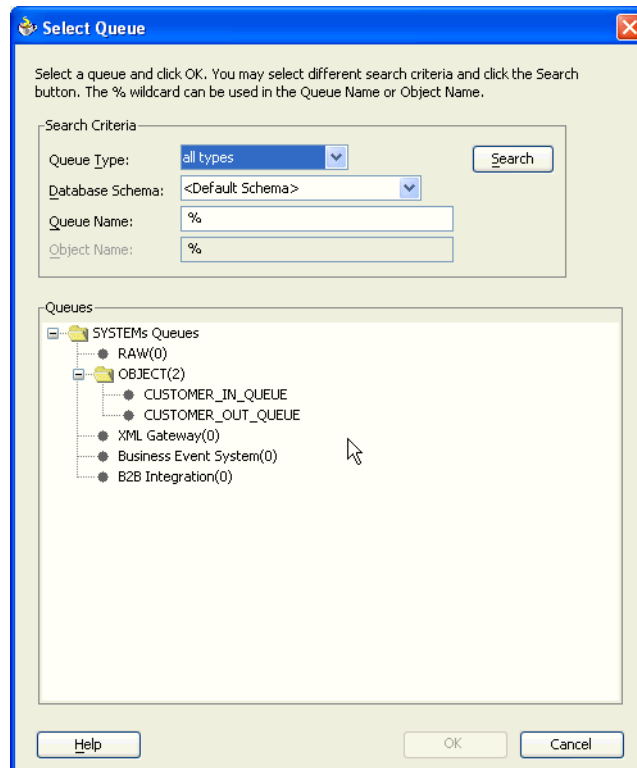 Select Queue
Select a queue and click OK. You may select different search criteria and click the Search
button. The % wildcard can be used in the Queue Name or Object Name.
Search Criteria
Queue Type: all types Search
Database Schema: <Default Schema>
Queue Name: %
Object Name: %
Queues
SYSTEMs Queues
RAW(0)
OBJECT(2)
CUSTOMER_IN_QUEUE
CUSTOMER_OUT_QUEUE
XML Gateway(0)
Business Event System(0)
B2B Integration(0)
Help OK Cancel